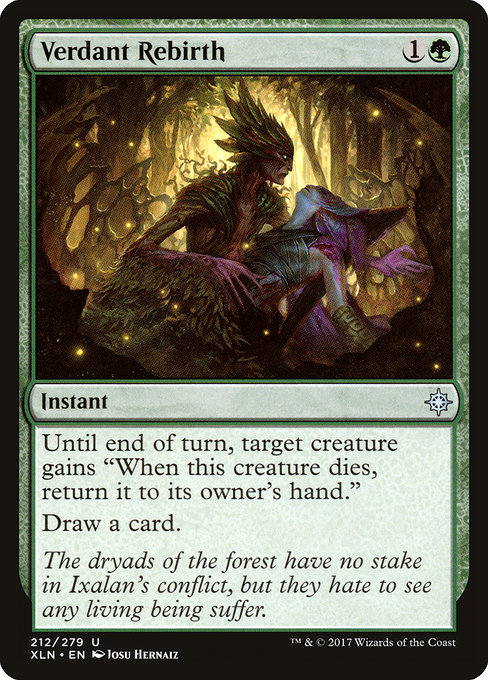 Verdant Rebirth 1
Instant
Until end of turn, target creature
gains “When this creature dies,
return it to its owner’s hand.”
Draw a card.
The dryads of the forest have no stake
in Ixalan’s conflict, but they hate to see
any living being suffer.
212/279 U
XLN • EN Josu Hernaiz
™ & © 2017 Wizards of the Coast